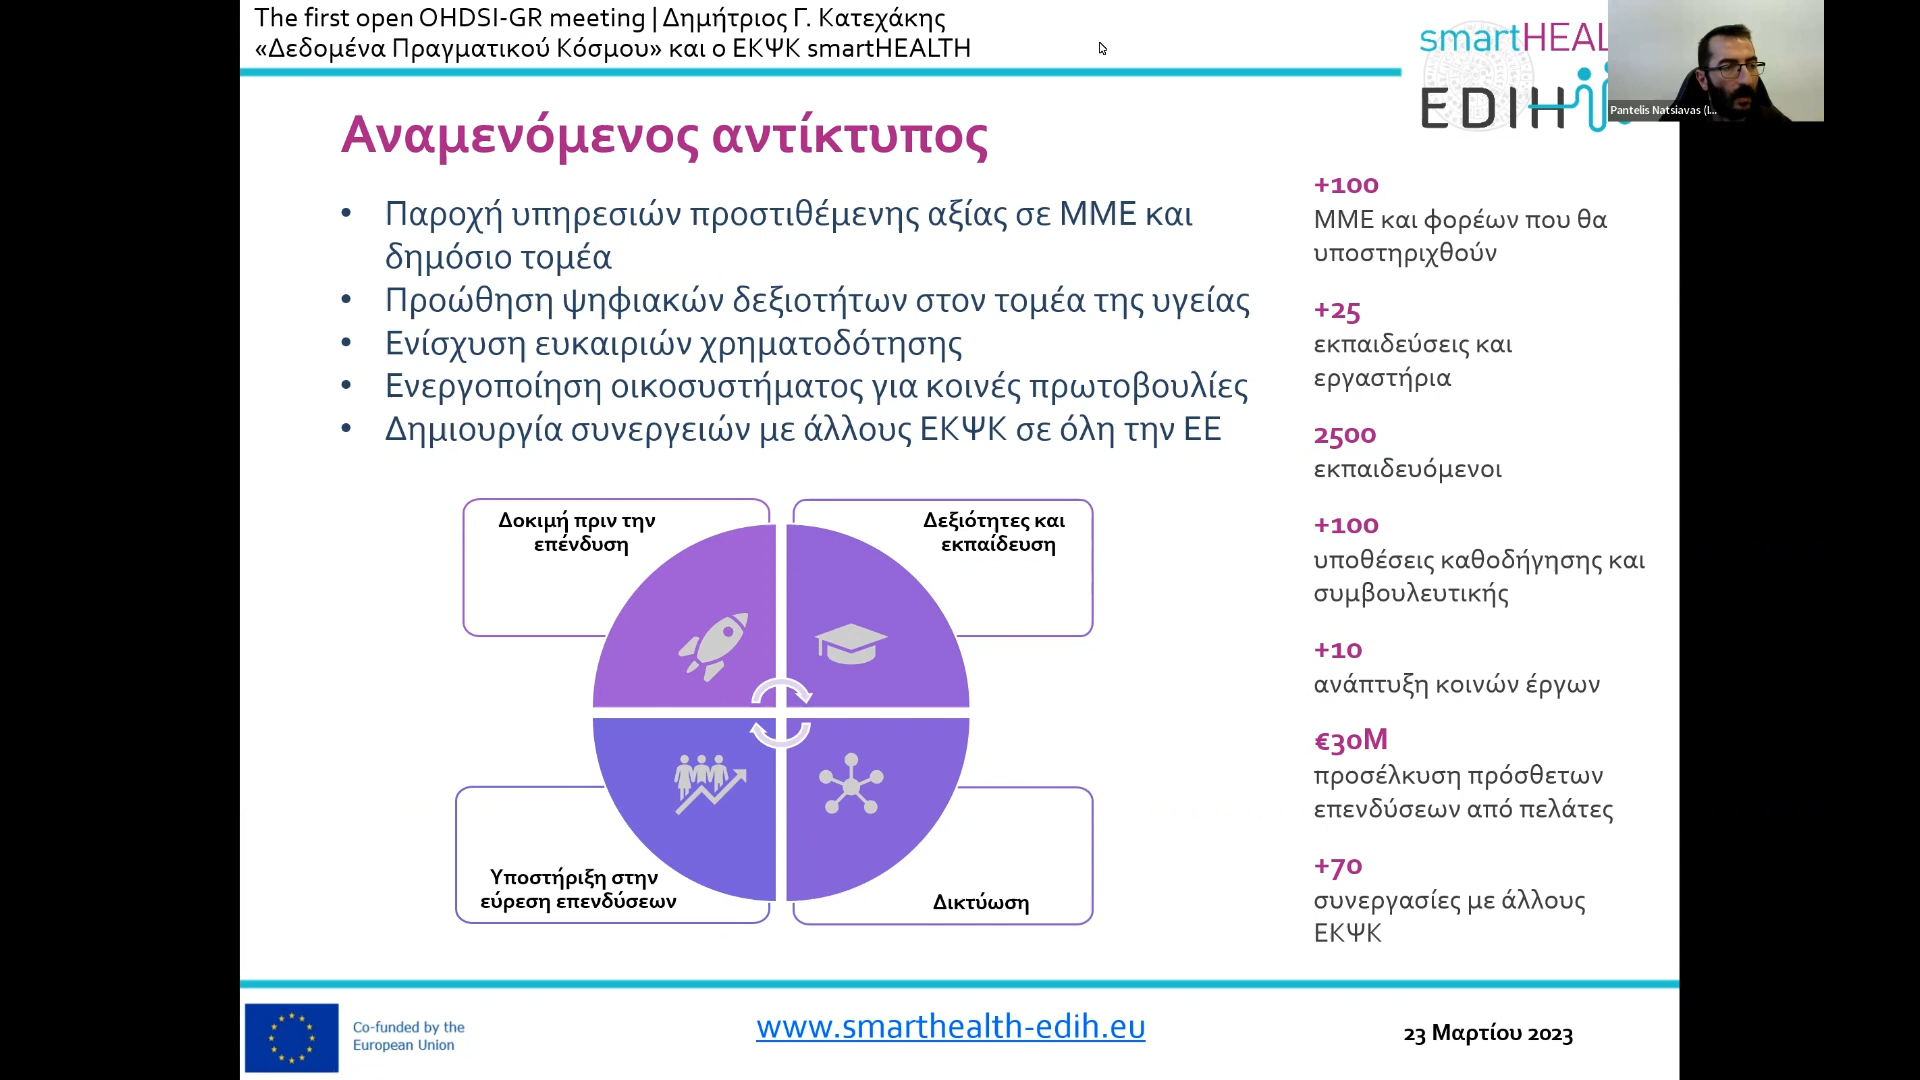 The first open OHDSI-GR meeting | Δημήτριος Γ. Κατεχάκης
«Δεδομένα Πραγματικού Κόσμου» και ο ΕΚΨΚ smartHEALTH
smartHEAL
EDIH
Pantelis Natsiavas (I...
Αναμενόμενος αντίκτυπος
• Παροχή υπηρεσιών προστιθέμενης αξίας σε ΜΜΕ και
δημόσιο τομέα
• Προώθηση ψηφιακών δεξιοτήτων στον τομέα της υγείας
• Ενίσχυση ευκαιριών χρηματοδότησης
• Ενεργοποίηση οικοσυστήματος για κοινές πρωτοβουλίες
• Δημιουργία συνεργειών με άλλους ΕΚΨΚ σε όλη την ΕΕ
Δοκιμή πριν την
επένδυση
Δεξιότητες και
εκπαίδευση
Υποστήριξη στην
εύρεση επενδύσεων
Δικτύωση
+100
ΜΜΕ και φορέων που θα
υποστηριχθούν
+25
εκπαιδεύσεις και
εργαστήρια
2500
εκπαιδευόμενοι
+100
υποθέσεις καθοδήγησης και
συμβουλευτικής
+10
ανάπτυξη κοινών έργων
€30M
προσέλκυση πρόσθετων
επενδύσεων από πελάτες
+70
συνεργασίες με άλλους
ΕΚΨΚ
Co-funded by the
European Union
www.smarthealth-edih.eu
23 Μαρτίου 2023